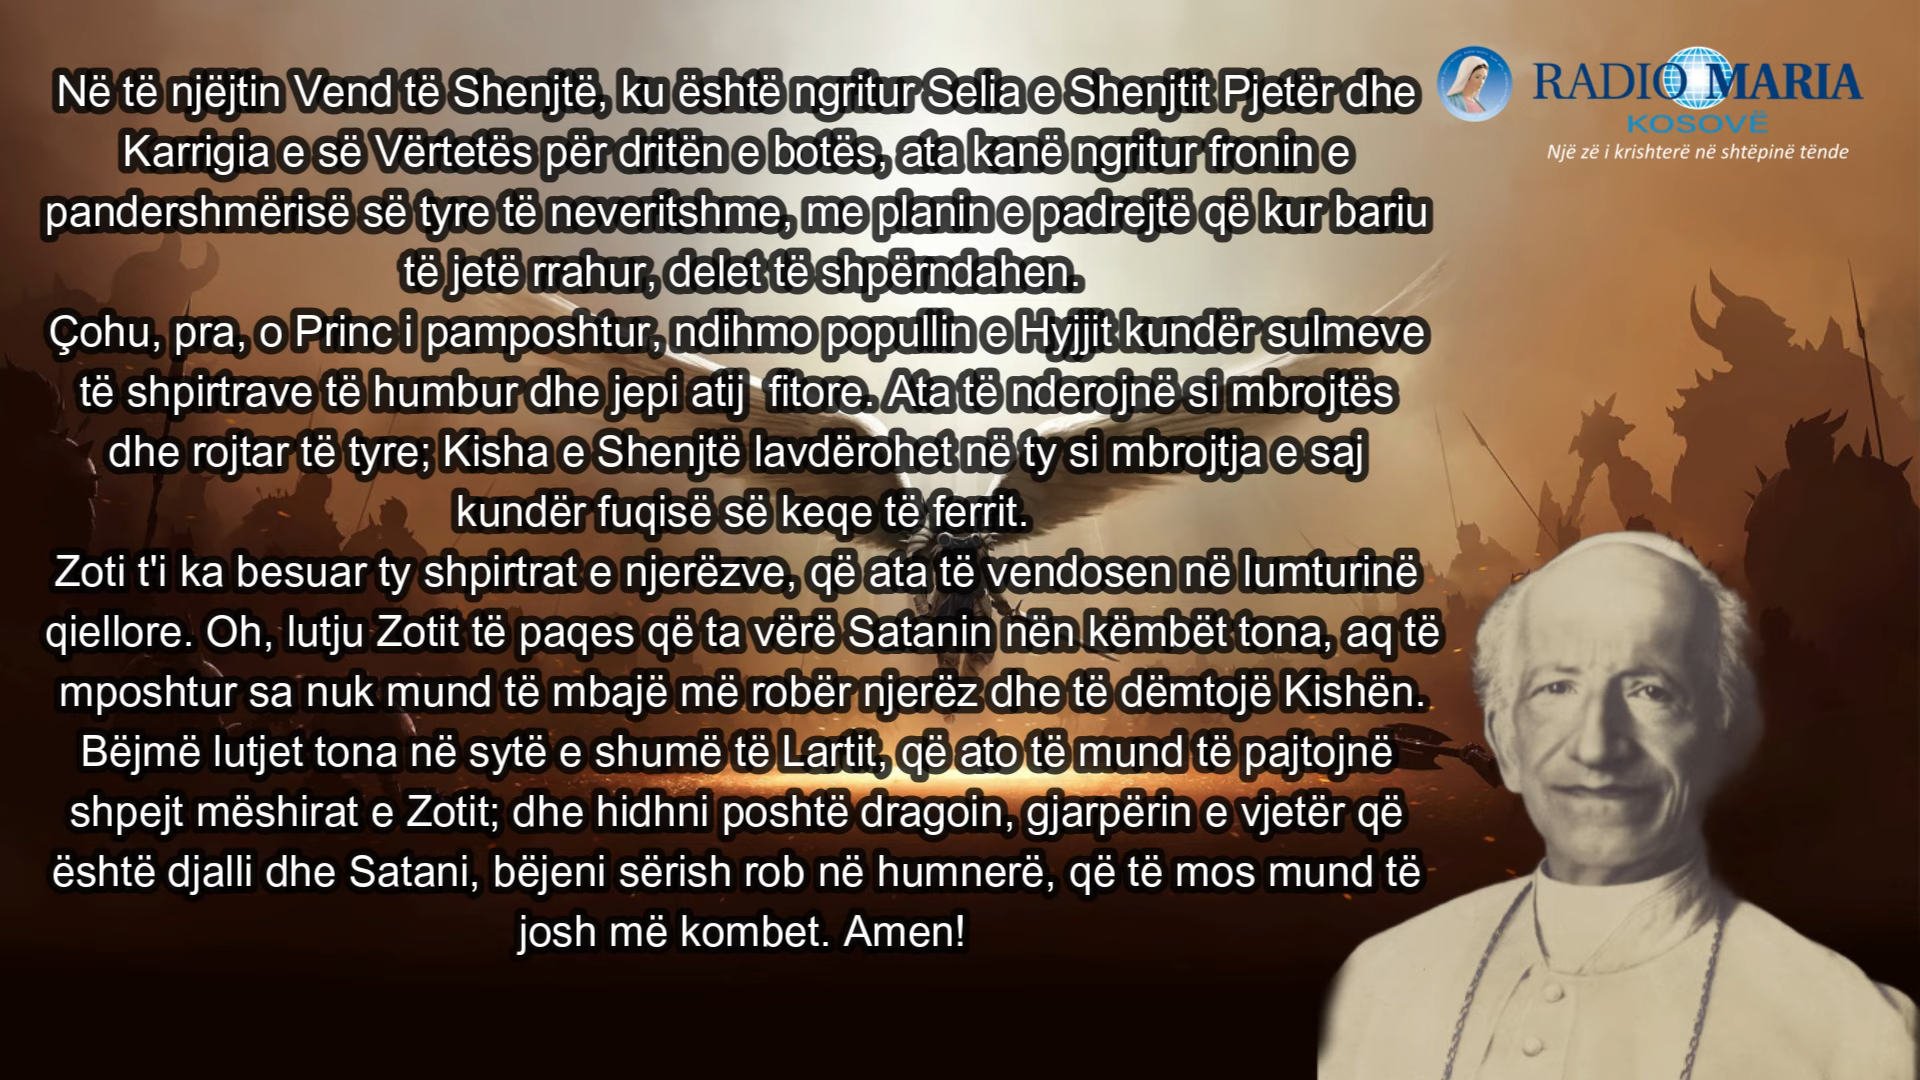 Në të njëjtin Vend të Shenjtë, ku është ngritur Selia e Shenjtit Pjetër dhe
Karrigia e së Vërtetës për dritën e botës, ata kanë ngritur fronin e
pandershmërisë së tyre të neveritshme, me planin e padrejtë që kur bariu
të jetë rrahur, delet të shpërndahen.
Çohu, pra, o Princ i pamposhtur, ndihmo popullin e Hyjjit kundër sulmeve
të shpirtrave të humbur dhe jepi atij  fitore. Ata të nderojnë si mbrojtës
dhe rojtar të tyre; Kisha e Shenjtë lavdërohet në ty si mbrojtja e saj
kundër fuqisë së keqe të ferrit.
Zoti t'i ka besuar ty shpirtrat e njerëzve, që ata të vendosen në lumturinë
qiellore. Oh, lutju Zotit të paqes që ta vërë Satanin nën këmbët tona, aq të
mposhtur sa nuk mund të mbajë më robër njerëz dhe të dëmtojë Kishën.
Bëjmë lutjet tona në sytë e shumë të Lartit, që ato të mund të pajtojnë
shpejt mëshirat e Zotit; dhe hidhni poshtë dragoin, gjarpërin e vjetër që
është djalli dhe Satani, bëjeni sërish rob në humnerë, që të mos mund të
josh më kombet. Amen!
RADIO MARIA
KOSOVË
Një zë i krishterë në shtëpinë tënde